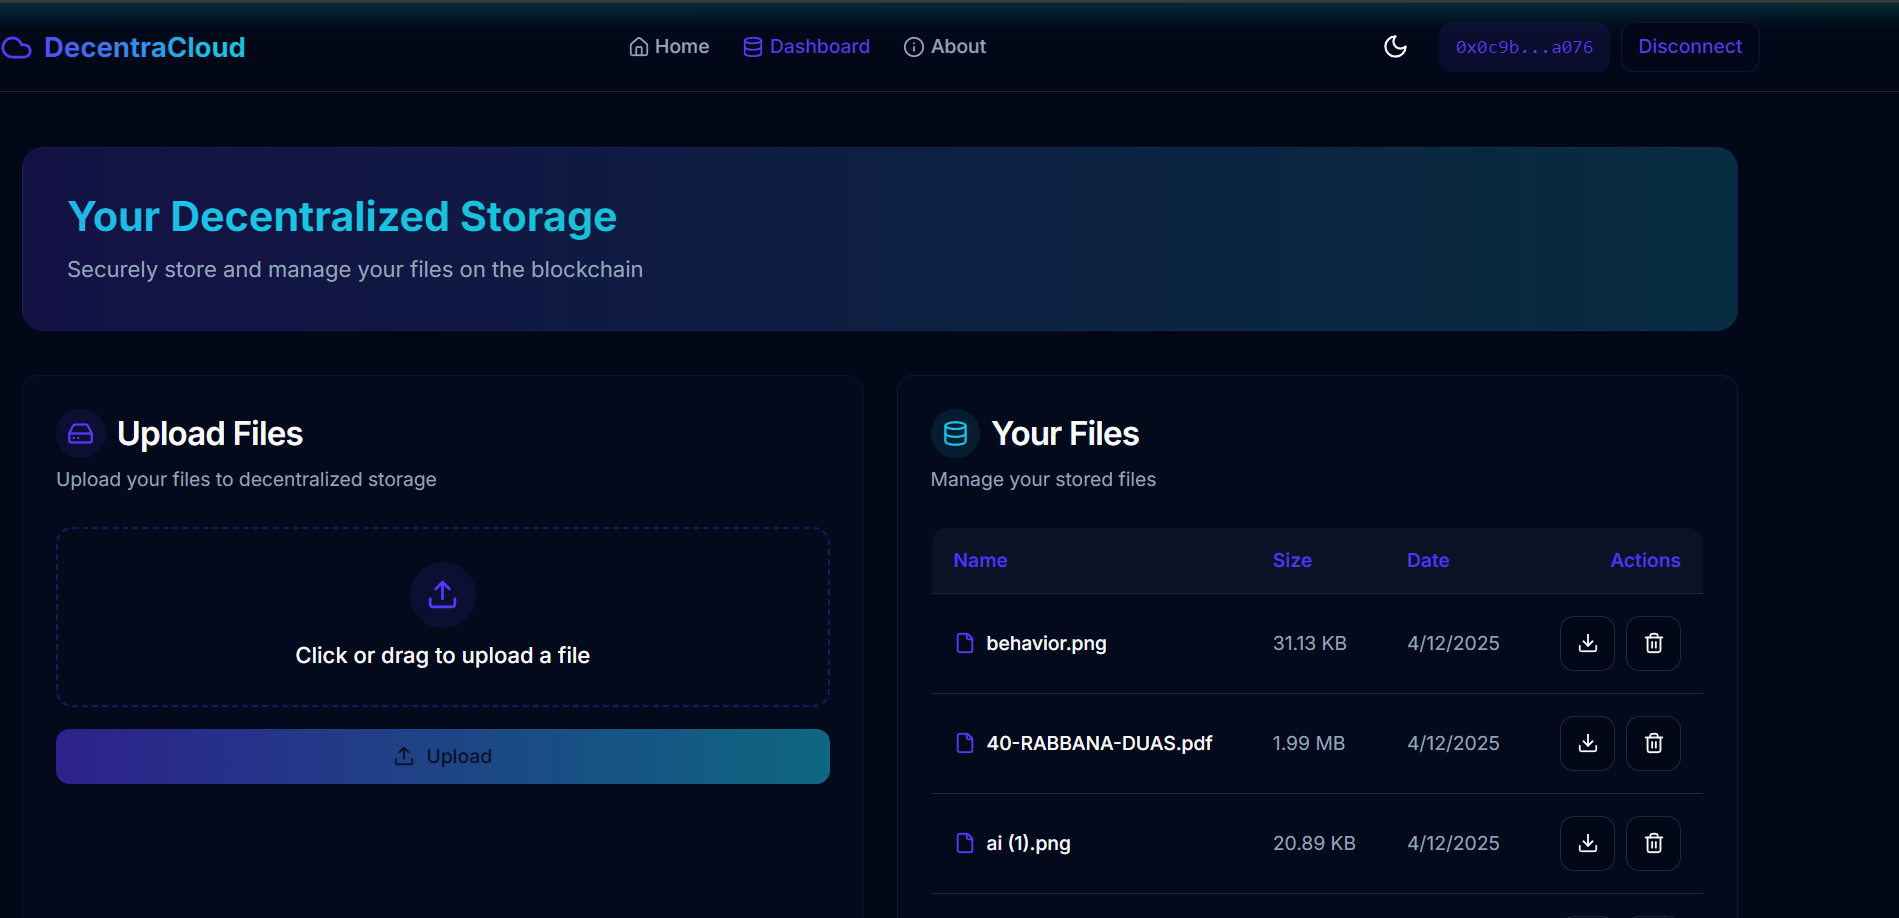 DecentraCloud
Home Dashboard About
0x0c9b...a076 Disconnect
Your Decentralized Storage
Securely store and manage your files on the blockchain
Upload Files
Upload your files to decentralized storage
Click or drag to upload a file
Upload
Your Files
Manage your stored files
Name Size Date Actions
behavior.png 31.13 KB 4/12/2025
40-RABBANA-DUAS.pdf 1.99 MB 4/12/2025
ai (1).png 20.89 KB 4/12/2025